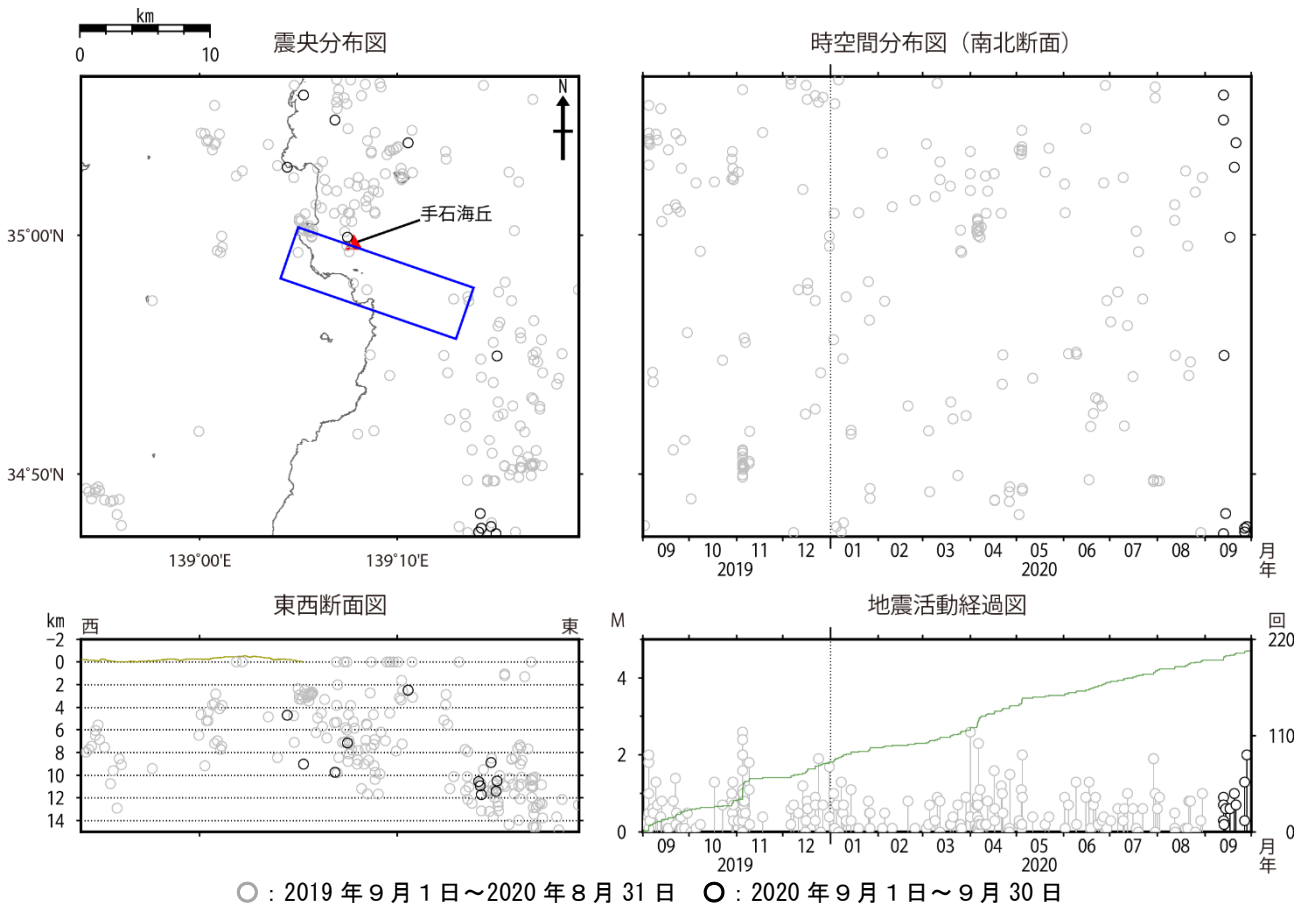 km
0 10
震央分布図
N
手石海丘
35°00'N
34°50'N
139°00'E 139°10'E
時空間分布図（南北断面）
09 10 11 12 01 02 03 04 05 06 07 08 09 月
2019 2020 年
東西断面図
km 西 東
-2
0
2
4
6
8
10
12
14
地震活動経過図
M 回
220
4
2 110
0 0
09 10 11 12 01 02 03 04 05 06 07 08 09 月
2019 2020 年
○ : 2019 年９月１日～2020 年８月 31 日 ○ : 2020 年９月１日～９月 30 日